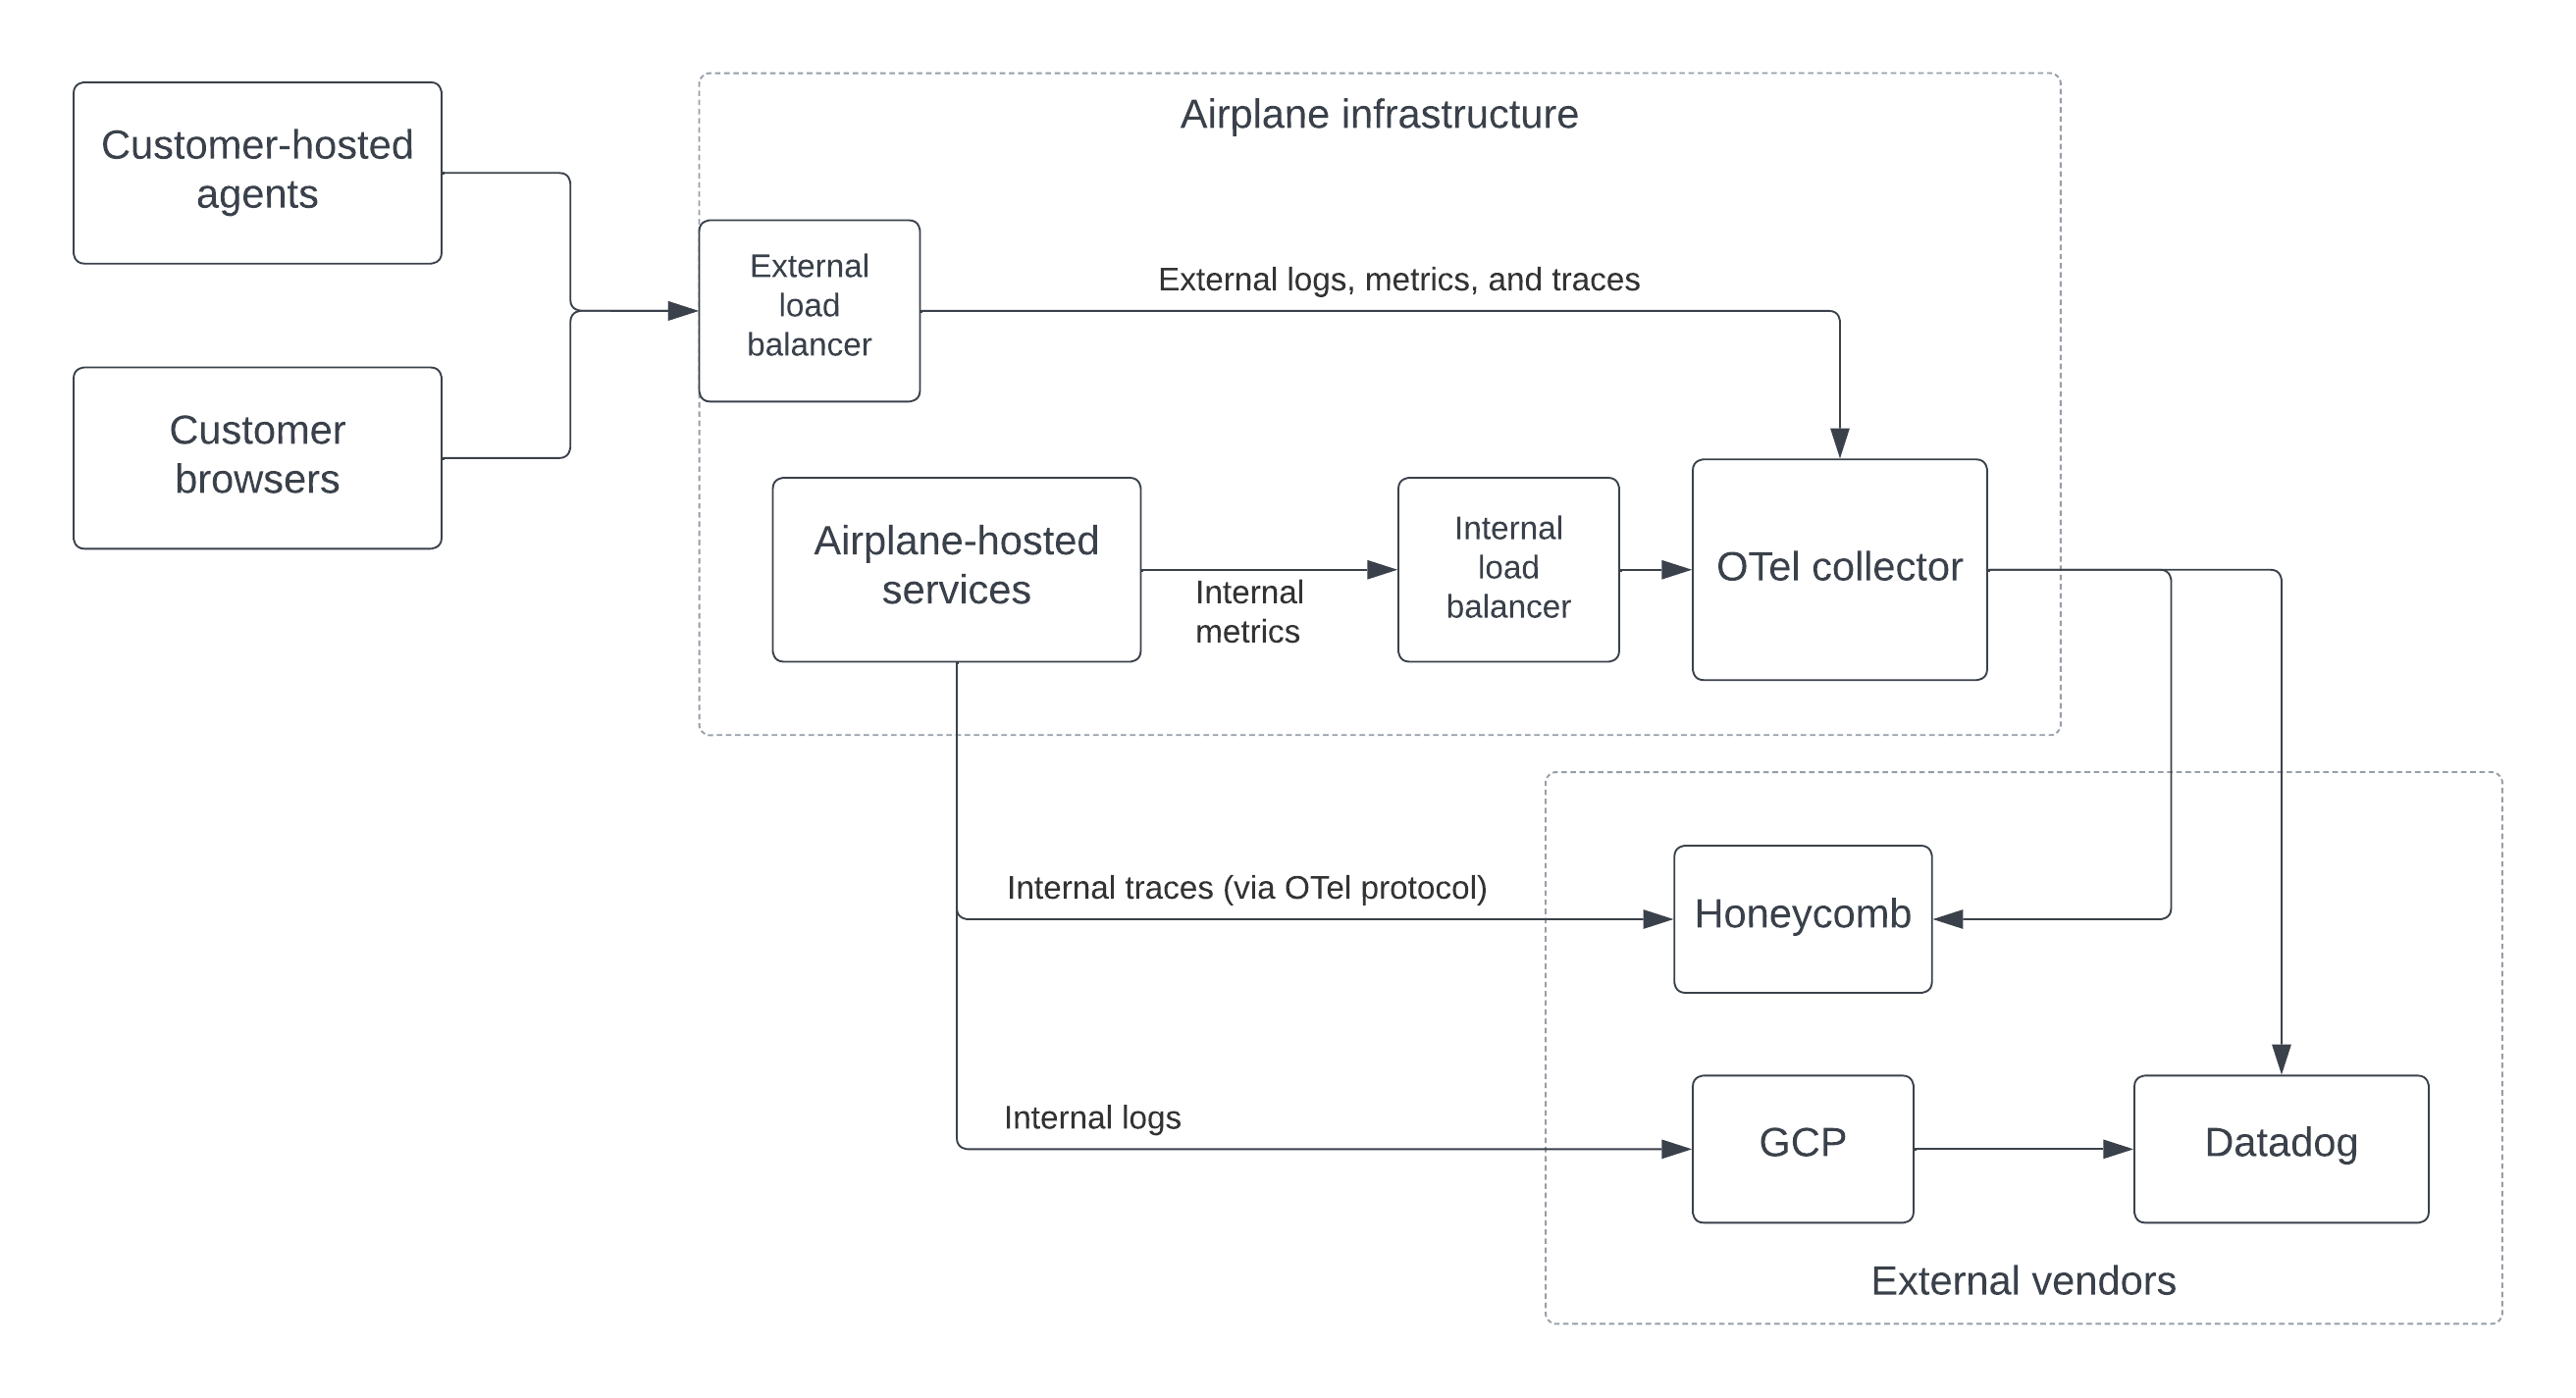 Airplane infrastructure
Customer-hosted
agents
External
load
balancer
External logs, metrics, and traces
Customer
browsers
Airplane-hosted
services
Internal
metrics
Internal
load
balancer
OTel collector
Internal traces (via OTel protocol)
Honeycomb
Internal logs
GCP
Datadog
External vendors